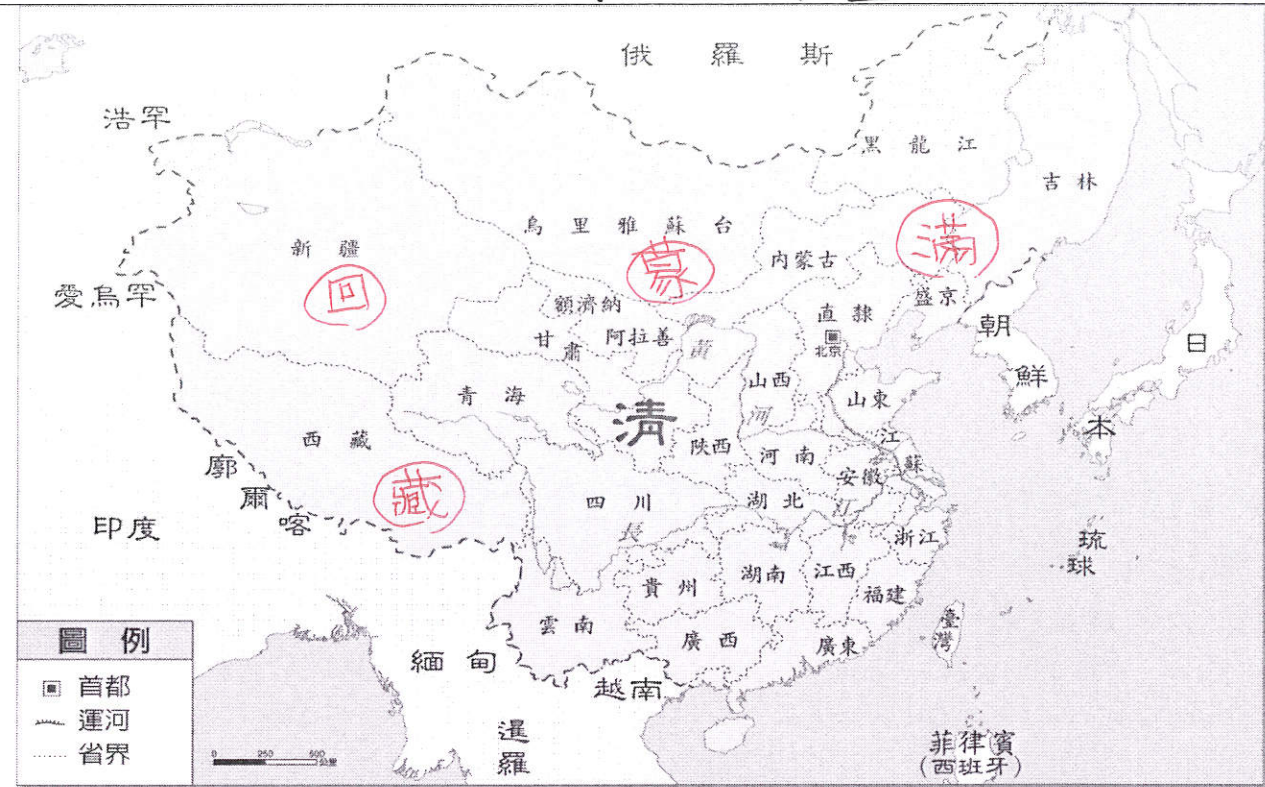 俄羅斯
浩罕
黑龍江
吉林
烏里雅蘇台
滿
新疆
蒙
內蒙古
回
愛烏罕
額濟納
盛京
直隸
北京
朝鮮
日本
甘肅
阿拉善
黃河
青海
山西
山東
清
西藏
陝西
河南
江蘇
安徽
廓爾喀
藏
四川
湖北
長江
印度
浙江
琉球
貴州
湖南
江西
福建
雲南
廣西
廣東
臺灣
圖例
首都
運河
省界
緬甸
越南
暹羅
0 250 500
公里
菲律賓
(西班牙)